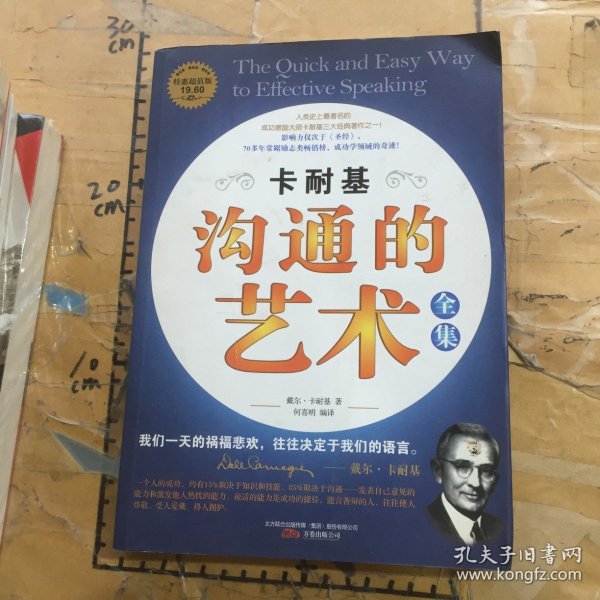 30
cm
20
cm
10
cm
特惠超值版
19.60
The Quick and Easy Way
to Effective Speaking
人类史上最著名的
成功激励大师卡耐基三大经典著作之一！
影响力仅次于《圣经》，
70多年常踞励志类畅销榜，成功学领域的奇迹！
卡耐基
沟通的
艺术
全集
戴尔·卡耐基 著
何喜明 编译
我们一天的祸福悲欢，往往决定于我们的语言。
Dale Carnegie
——戴尔·卡耐基
一个人的成功，约有15%取决于知识和技能，85%取决于沟通——发表自己意见的
能力和激发他人热忱的能力。说话的能力是成功的捷径。能言善辩的人，往往使人
尊敬，受人爱戴，得人拥护。
北方联合出版传媒（集团）股份有限公司
万卷出版公司
孔夫子旧书网
www.kongfz.com